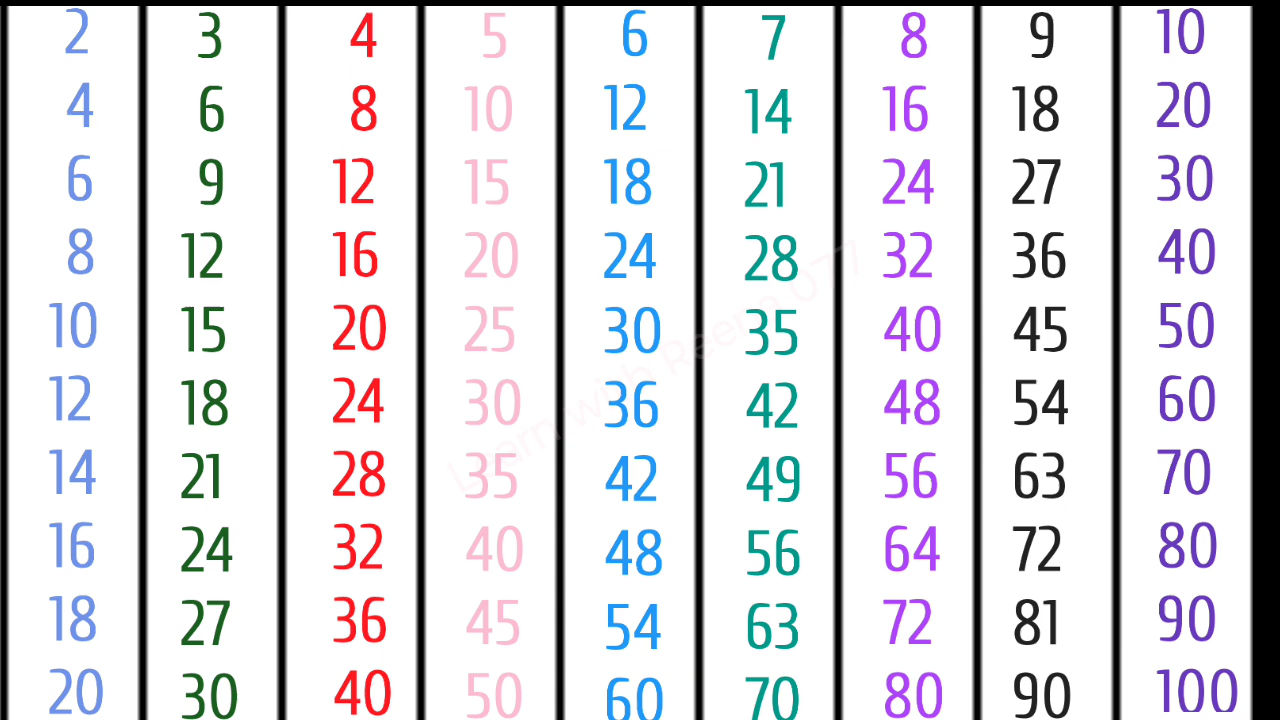 2 3 4 5 6 7 8 9 10
4 6 8 10 12 14 16 18 20
6 9 12 15 18 21 24 27 30
8 12 16 20 24 28 32 36 40
10 15 20 25 30 35 40 45 50
12 18 24 30 36 42 48 54 60
14 21 28 35 42 49 56 63 70
16 24 32 40 48 56 64 72 80
18 27 36 45 54 63 72 81 90
20 30 40 50 60 70 80 90 100
Learn with Reena 077